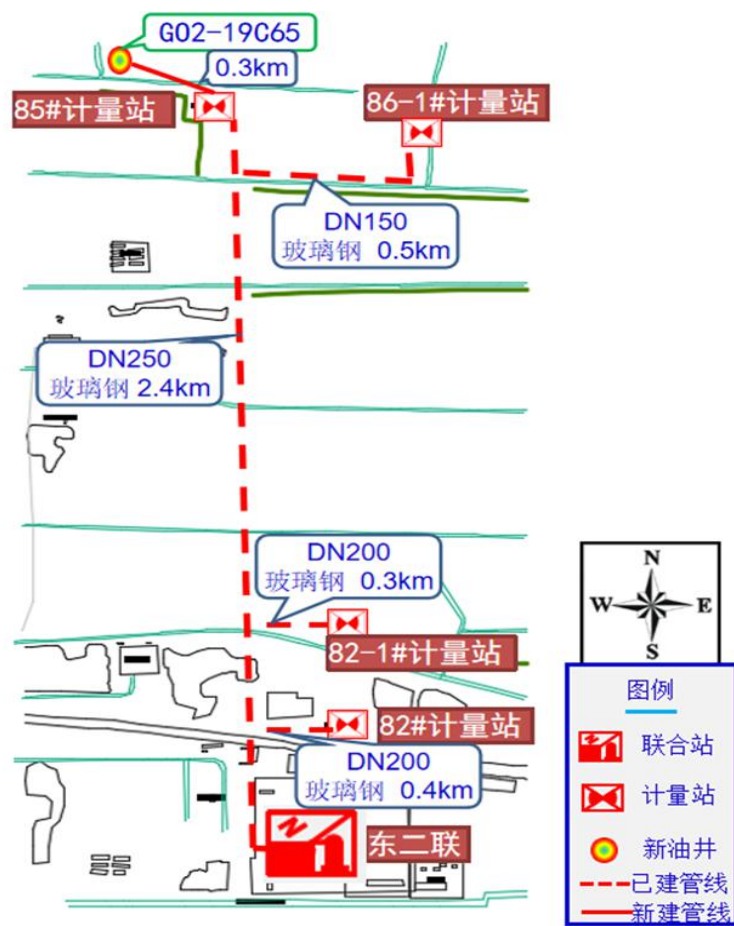 GO2-19C65
0.3km
85#计量站
86-1#计量站
DN150
玻璃钢 0.5km
DN250
玻璃钢 2.4km
DN200
玻璃钢 0.3km
82-1#计量站
82#计量站
DN200
玻璃钢 0.4km
东二联
N
W E
S
图例
联合站
计量站
新油井
已建管线
新建管线